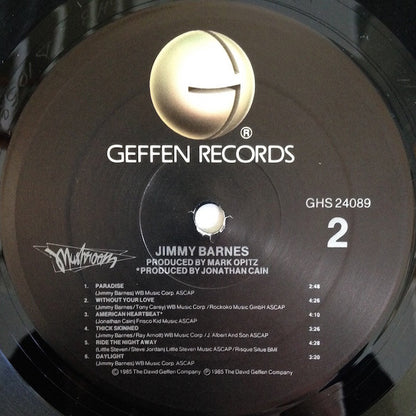 ®
GEFFEN RECORDS
GHS 24089
2
Mushroom
JIMMY BARNES
PRODUCED BY MARK OPITZ
*PRODUCED BY JONATHAN CAIN
1. PARADISE 2:48
(Jimmy Barnes) WB Music Corp. ASCAP
2. WITHOUT YOUR LOVE 4:26
(Jimmy Barnes/Tony Carey) WB Music Corp./Rockoko Music GmbH ASCAP
3. AMERICAN HEARTBEAT* 4:10
(Jonathan Cain) Frisco Kid Music ASCAP
4. THICK SKINNED
(Jimmy Barnes/Ray Arnott) WB Music Corp./J. Albert And Son ASCAP
5. RIDE THE NIGHT AWAY
(Little Steven/Steve Jordan) Little Steven Music ASCAP/Risque Situe BMI
6. DAYLIGHT 3:20
(Jimmy Barnes) WB Music Corp. ASCAP
© 1985 The David Geffen Company ℗ 1985 The David Geffen Company